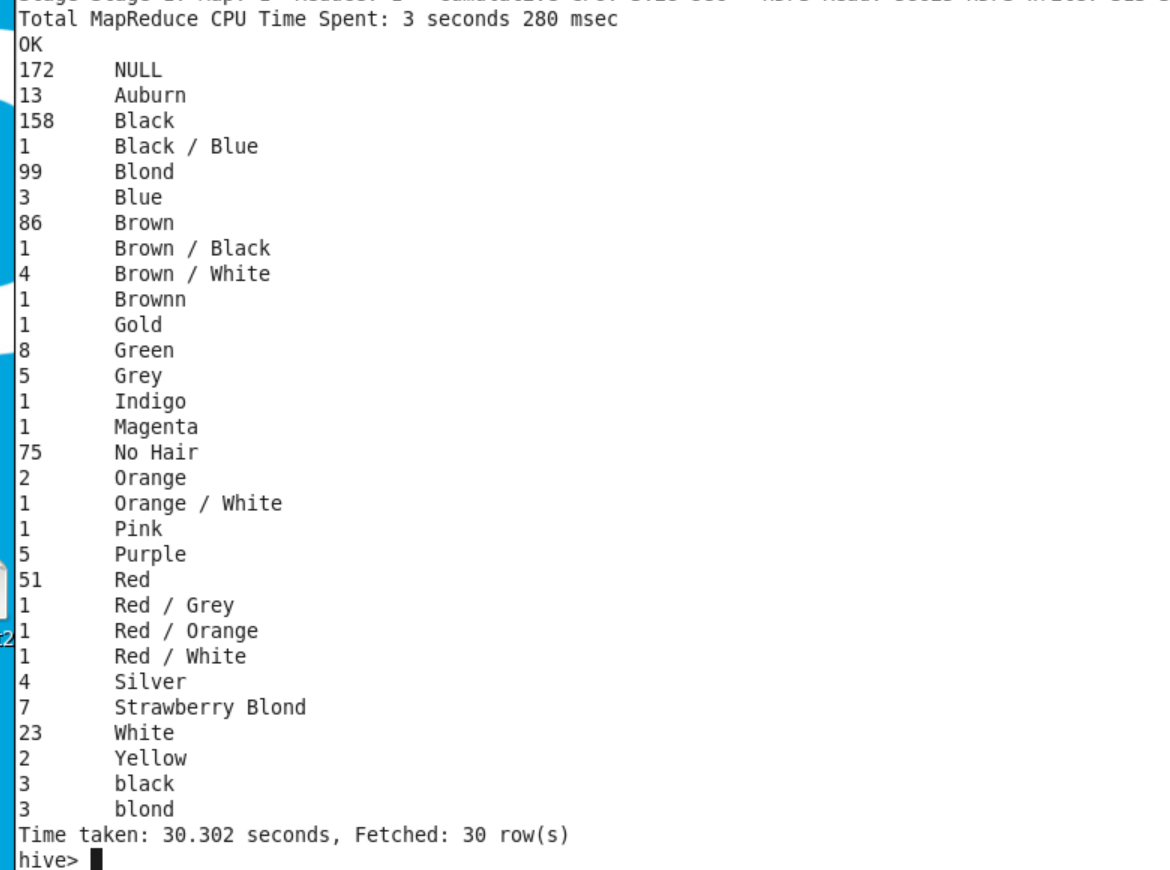 Total MapReduce CPU Time Spent: 3 seconds 280 msec
OK
172 NULL
13 Auburn
158 Black
1 Black / Blue
99 Blond
3 Blue
86 Brown
1 Brown / Black
4 Brown / White
1 Brownn
1 Gold
8 Green
5 Grey
1 Indigo
1 Magenta
75 No Hair
2 Orange
1 Orange / White
1 Pink
5 Purple
51 Red
1 Red / Grey
1 Red / Orange
1 Red / White
4 Silver
7 Strawberry Blond
23 White
2 Yellow
3 black
3 blond
Time taken: 30.302 seconds, Fetched: 30 row(s)
hive>